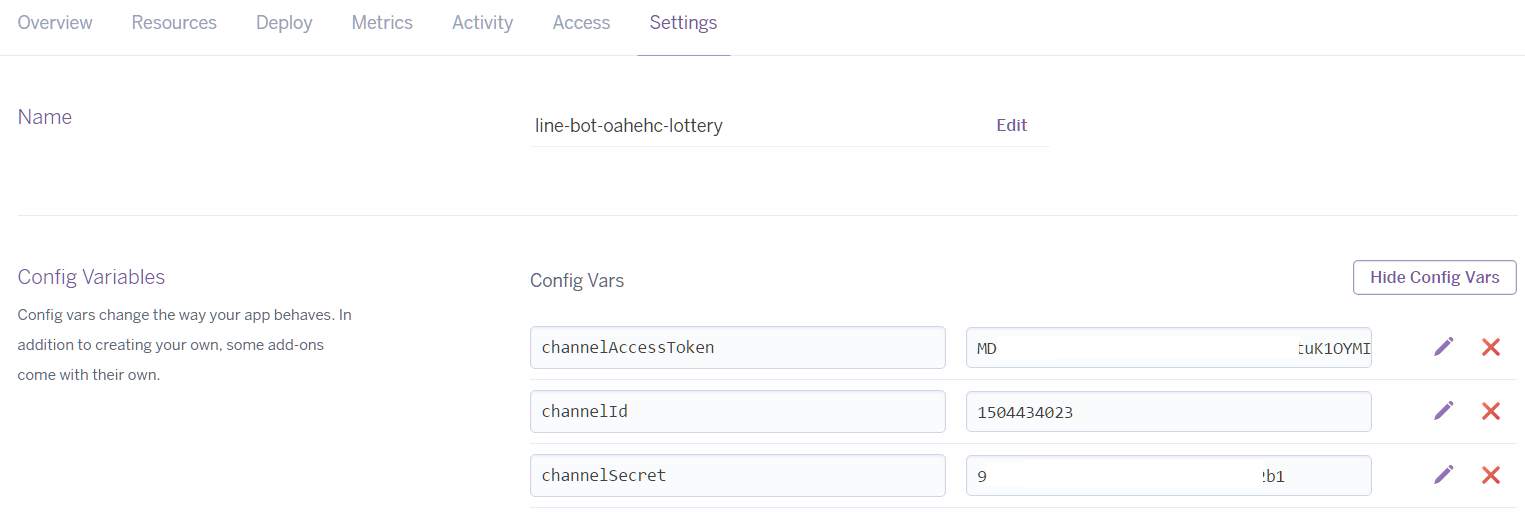 Overview Resources Deploy Metrics Activity Access Settings
Name
line-bot-oahehc-lottery Edit
Config Variables
Config vars change the way your app behaves. In
addition to creating your own, some add-ons
come with their own.
Config Vars
Hide Config Vars
channelAccessToken MD tuK1OYMI
channelId 1504434023
channelSecret 9 b1